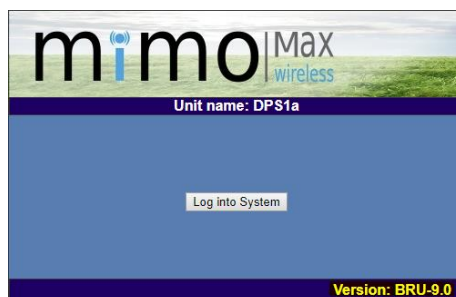 mimo Max
wireless
Unit name: DPS1a
Log into System
Version: BRU-9.0